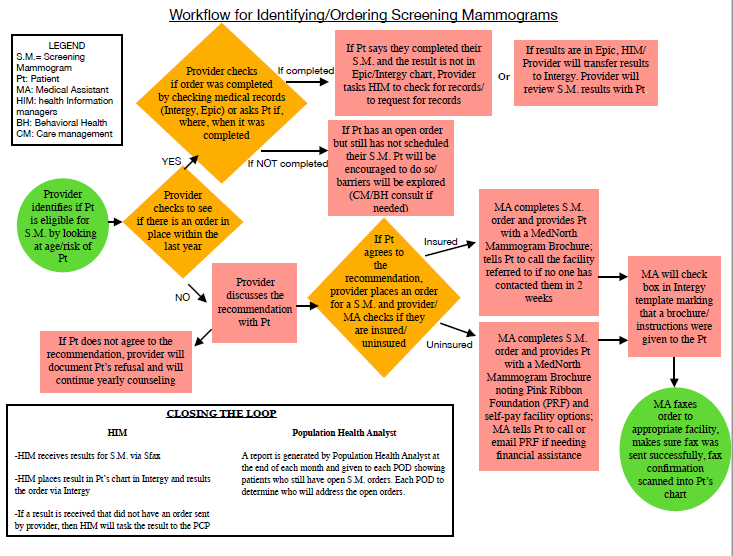 Workflow for Identifying/Ordering Screening Mammograms
LEGEND
S.M.= Screening
Mammogram
Pt: Patient
MA: Medical Assistant
HIM: health Information
managers
BH: Behavioral Health
CM: Care management
Provider checks
if order was completed
by checking medical records
(Intergy, Epic) or asks Pt if,
where, when it was
completed
If completed
If Pt says they completed their
S.M. and the result is not in
Epic/Intergy chart, Provider
tasks HIM to check for records/
to request for records
Or
If results are in Epic, HIM/
Provider will transfer results
to Intergy. Provider will
review S.M. results with Pt
If NOT completed
If Pt has an open order
but still has not scheduled
their S.M. Pt will be
encouraged to do so/
barriers will be explored
(CM/BH consult if
needed)
YES
Provider
identifies if Pt
is eligible for
S.M. by looking
at age/risk of
Pt
Provider
checks to see
if there is an order in
place within the
last year
NO
Provider
discusses the
recommendation
with Pt
If Pt does not agree to the
recommendation, provider will
document Pt's refusal and will
continue yearly counseling
If Pt
agrees to
the
recommendation,
provider places an order
for a S.M. and provider/
MA checks if they
are insured/
uninsured
Insured
MA completes S.M.
order and provides Pt
with a MedNorth
Mammogram Brochure;
tells Pt to call the facility
referred to if no one has
contacted them in 2
weeks
Uninsured
MA completes S.M.
order and provides Pt
with a MedNorth
Mammogram Brochure
noting Pink Ribbon
Foundation (PRF) and
self-pay facility options;
MA tells Pt to call or
email PRF if needing
financial assistance
MA will check
box in Intergy
template marking
that a brochure/
instructions were
given to the Pt
MA faxes
order to
appropriate facility,
makes sure fax was
sent successfully, fax
confirmation
scanned into Pt's
chart
CLOSING THE LOOP
HIM
-HIM receives results for S.M. via Sfax
-HIM places result in Pt's chart in Intergy and results
the order via Intergy
-If a result is received that did not have an order sent
by provider, then HIM will task the result to the PCP
Population Health Analyst
A report is generated by Population Health Analyst at
the end of each month and given to each POD showing
patients who still have open S.M. orders. Each POD to
determine who will address the open orders.